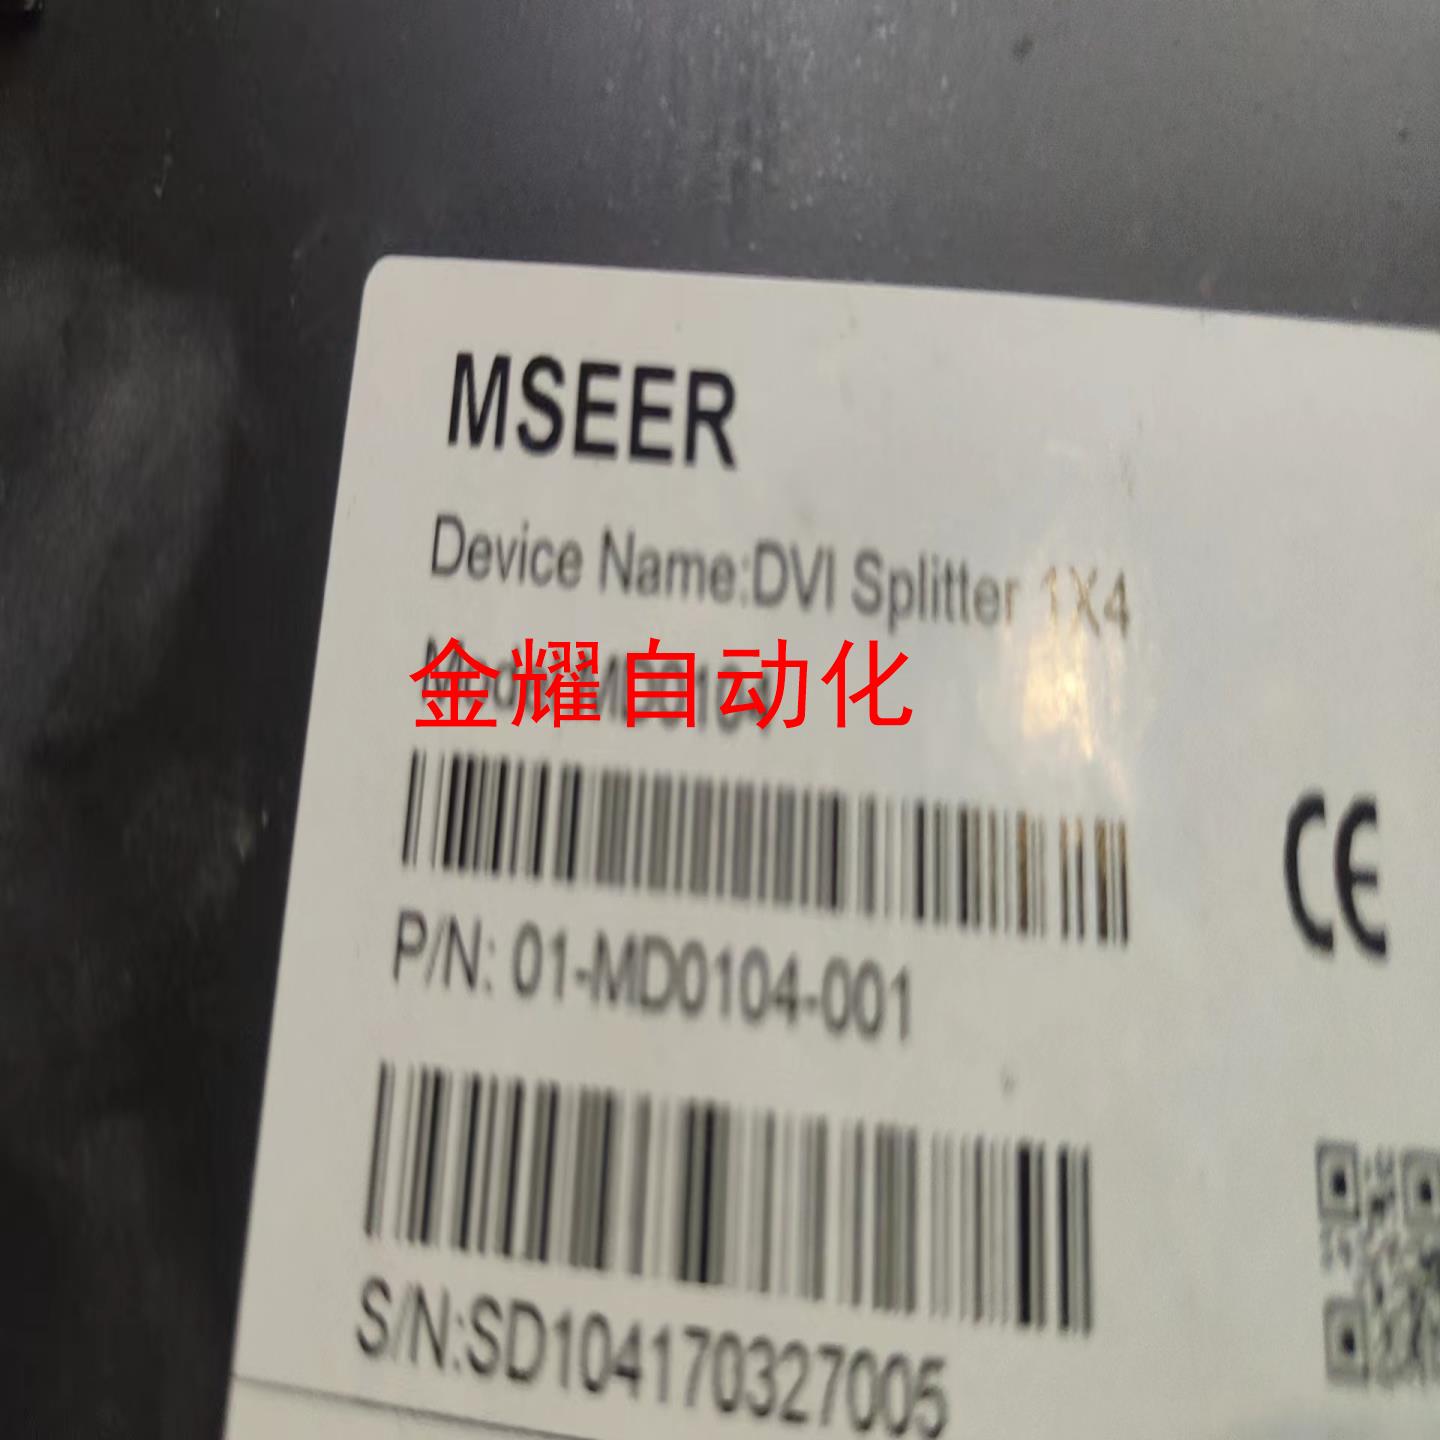 MSEER
Device Name:DVI Splitter 1X4
金耀自动化
P/N: 01-MD0104-001
S/N:SD104170327005
CE